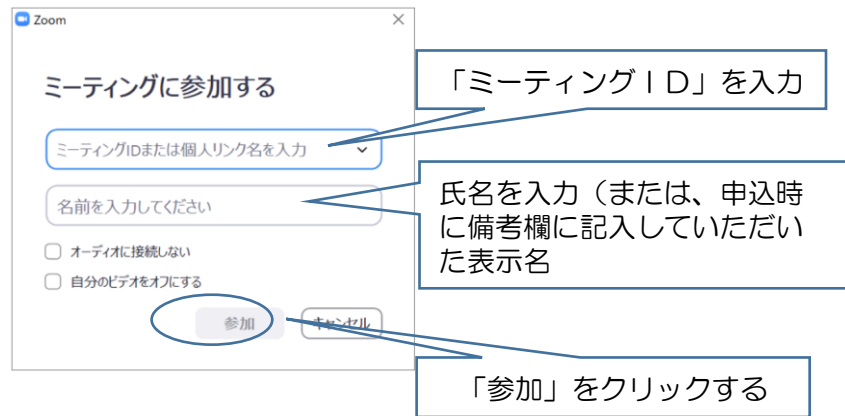 Zoom
ミーティングに参加する
「ミーティングＩＤ」を入力
ミーティングIDまたは個人リンク名を入力
氏名を入力（または、申込時
に備考欄に記入していただい
た表示名
名前を入力してください
オーディオに接続しない
自分のビデオをオフにする
参加
キャンセル
「参加」をクリックする